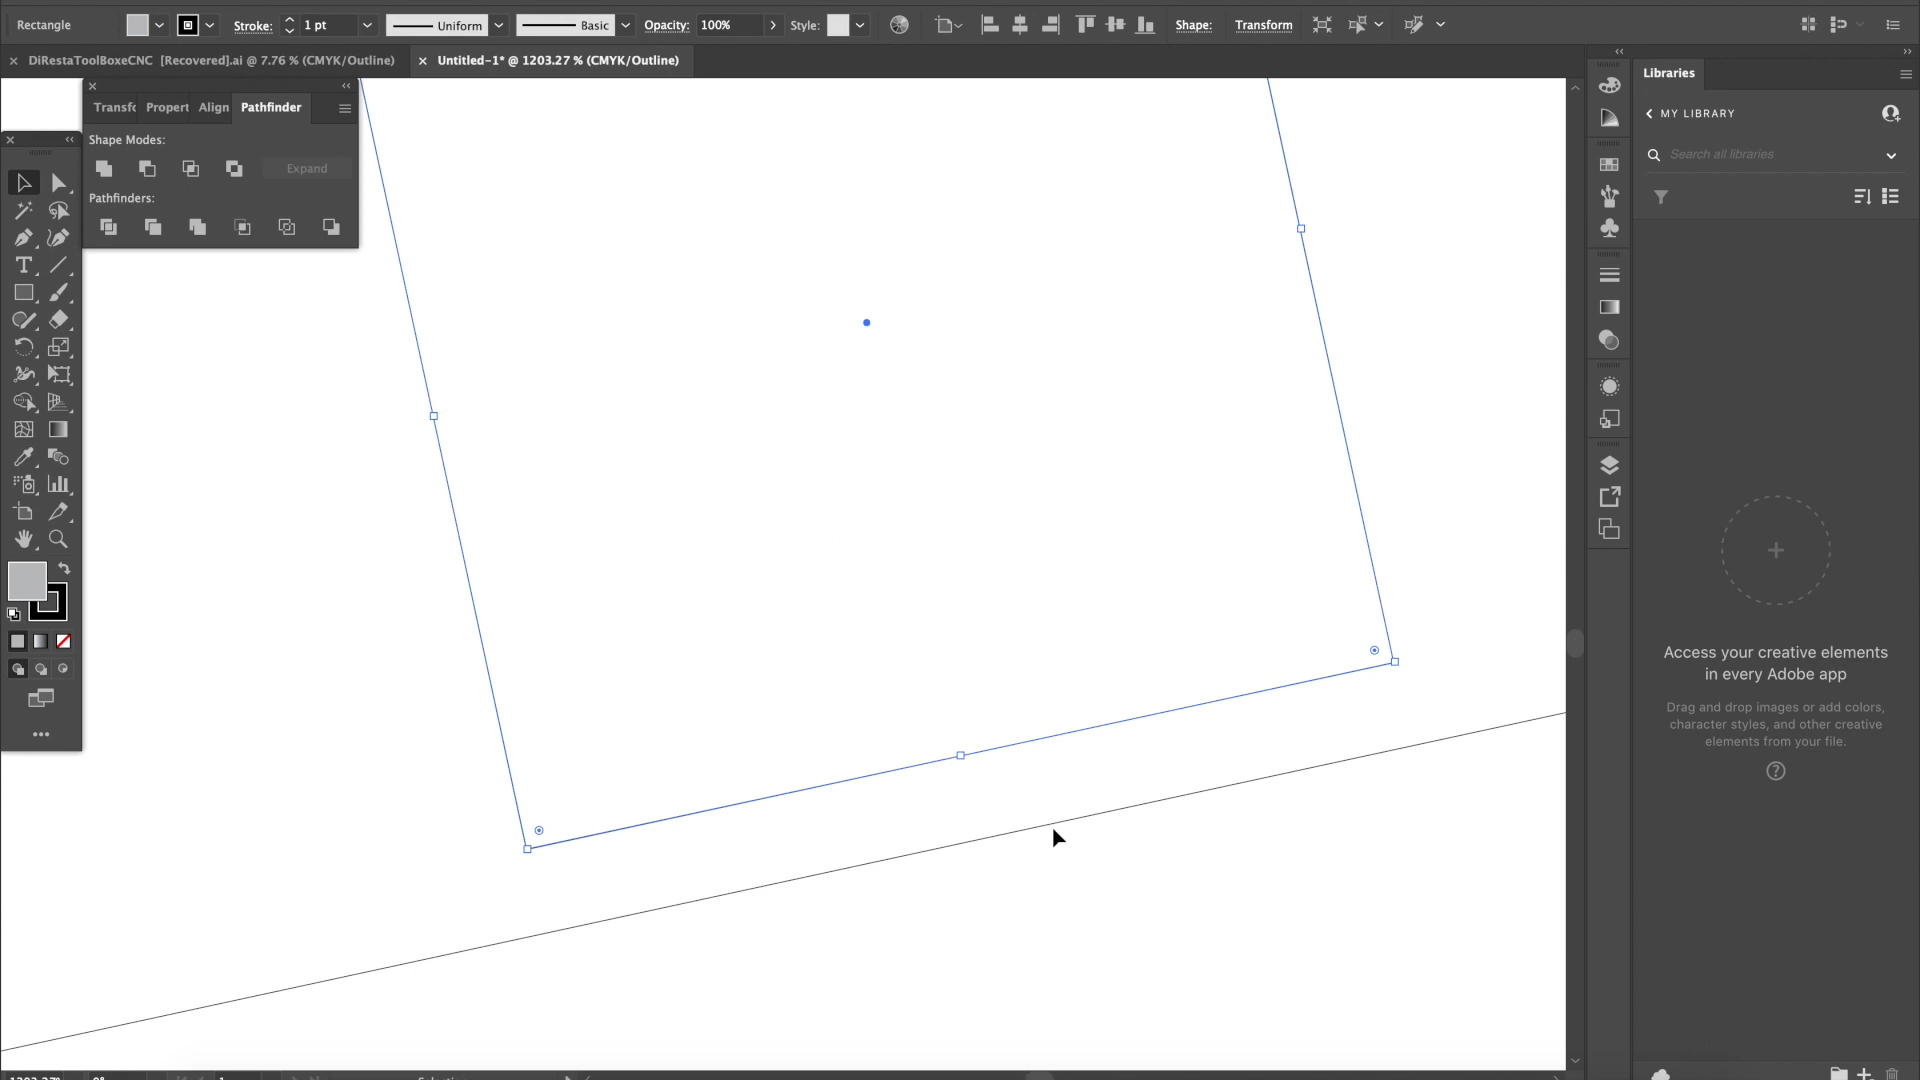 Rectangle
Stroke:
1 pt
Uniform
Basic
Opacity:
100%
Style:
Shape:
Transform
DiRestaToolBoxeCNC [Recovered].ai @ 7.76 % (CMYK/Outline)
Untitled-1* @ 1203.27 % (CMYK/Outline)
Transfo
Propert
Align
Pathfinder
Shape Modes:
Expand
Pathfinders:
Libraries
MY LIBRARY
Search all libraries
Access your creative elements
in every Adobe app
Drag and drop images or add colors,
character styles, and other creative
elements from your file.